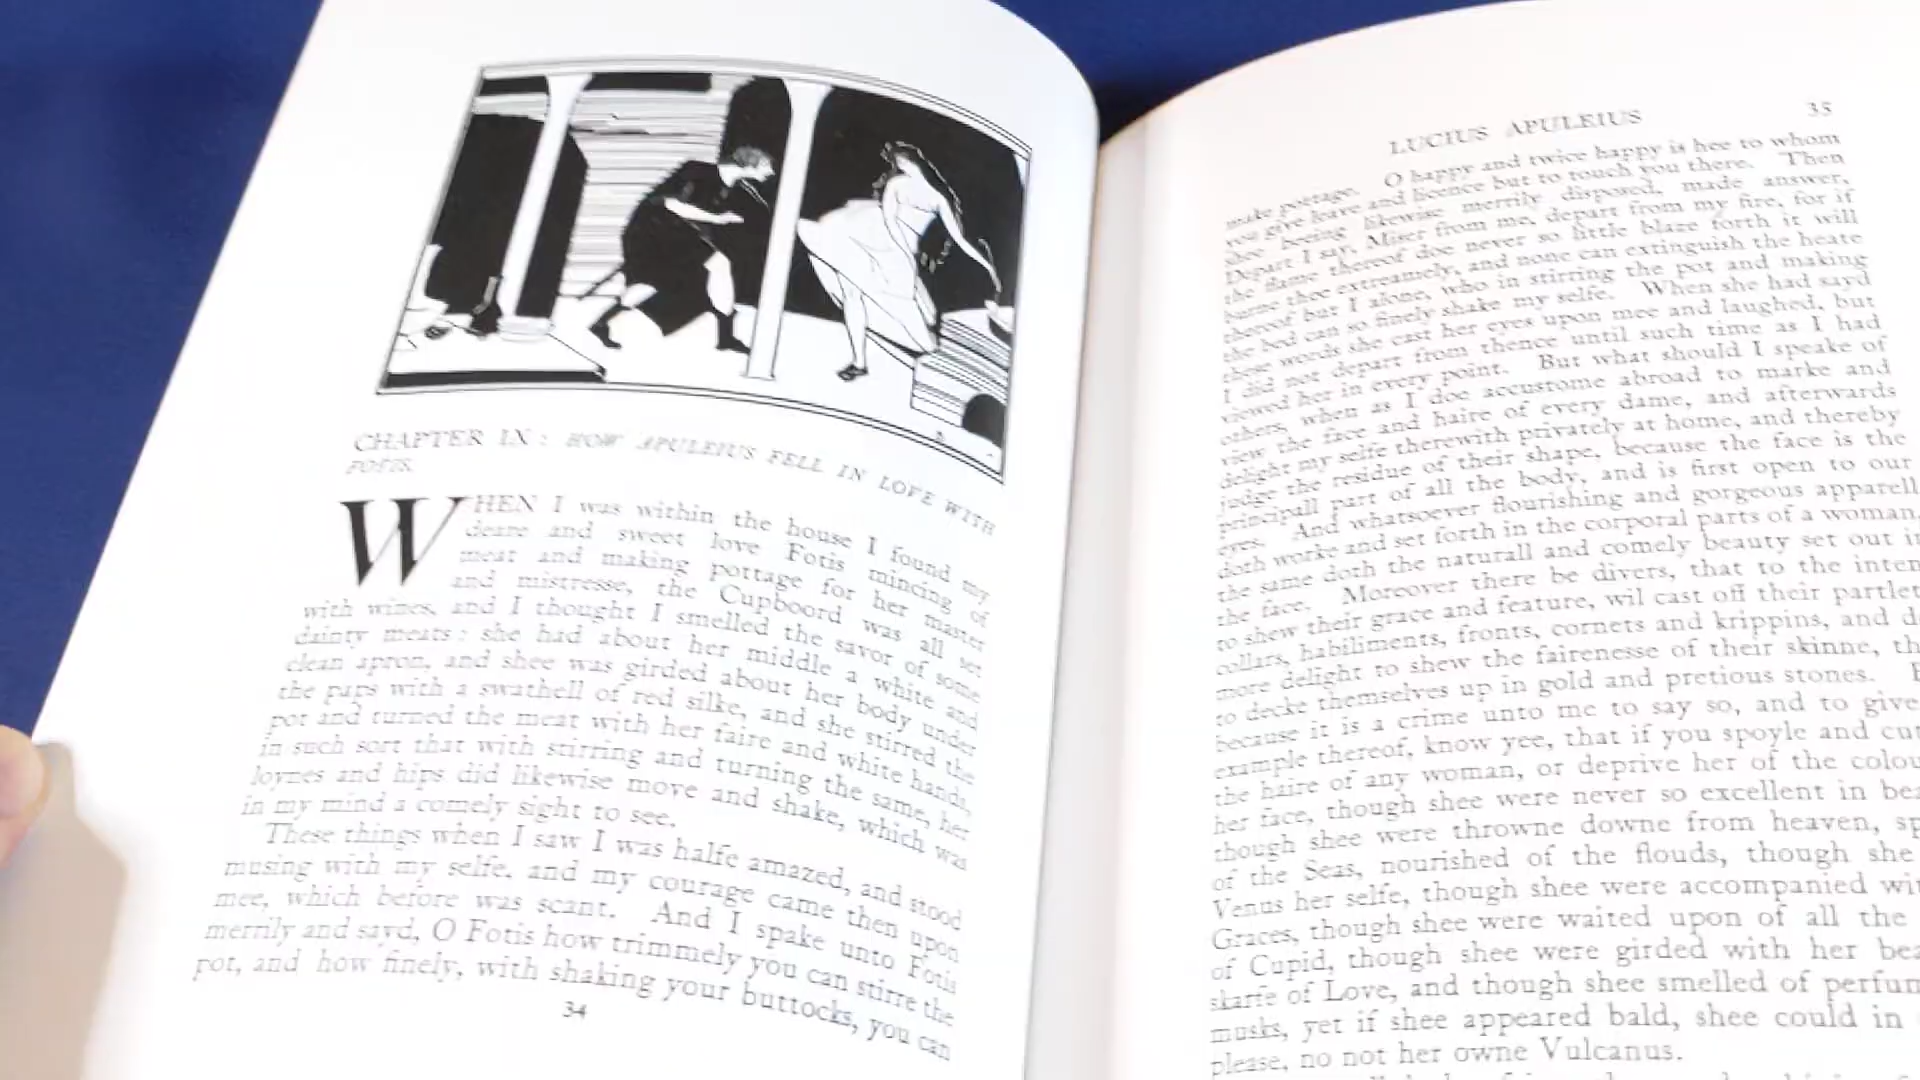 CHAPTER IX: HOW APULEIUS FELL IN LOVE WITH
FOTIS.
WHEN I was within the house I found my
deare and sweet love Fotis mincing of
meat and making pottage for her master
and mistresse, the Cupboord was all set
with wines, and I thought I smelled the savor of some
dainty meats: she had about her middle a white and
clean apron, and shee was girded about her body under
the paps with a swathell of red silke, and she stirred the
pot and turned the meat with her faire and white hands,
in such sort that with stirring and turning the same, her
loynes and hips did likewise move and shake, which was
in my mind a comely sight to see.
These things when I saw I was halfe amazed, and stood
musing with my selfe, and my courage came then upon
mee, which before was scant. And I spake unto Fotis
merrily and sayd, O Fotis how trimmely you can stirre the
pot, and how finely, with shaking your buttocks, you can
34
LUCIUS APULEIUS 35
make pottage. O happy and twice happy is hee to whom
you give leave and licence but to touch you there. Then
shee beeing likewise merrily disposed, made answer,
Depart I say, Miser from me, depart from my fire, for if
the flame thereof doe never so little blaze forth it will
burne thee extreamely, and none can extinguish the heate
thereof but I alone, who in stirring the pot and making
the bed can so finely shake my selfe. When she had sayd
these words she cast her eyes upon mee and laughed, but
I did not depart from thence until such time as I had
viewed her in every point. But what should I speake of
others, when as I doe accustome abroad to marke and
view the face and haire of every dame, and afterwards
delight my selfe therewith privately at home, and thereby
judge the residue of their shape, because the face is the
principall part of all the body, and is first open to our
eyes. And whatsoever flourishing and gorgeous apparell
doth worke and set forth in the corporal parts of a woman,
the same doth the naturall and comely beauty set out in
the face. Moreover there be divers, that to the inten
to shew their grace and feature, wil cast off their partlet
collars, habiliments, fronts, cornets and krippins, and d
more delight to shew the fairenesse of their skinne, th
to decke themselves up in gold and pretious stones.
because it is a crime unto me to say so, and to give
example thereof, know yee, that if you spoyle and cut
the haire of any woman, or deprive her of the colou
her face, though shee were never so excellent in bea
though shee were throwne downe from heaven, sp
of the Seas, nourished of the flouds, though she
Venus her selfe, though shee were accompanied wi
Graces, though shee were waited upon of all the
of Cupid, though shee were girded with her bea
skarfe of Love, and though shee smelled of perfum
musks, yet if shee appeared bald, shee could in
please, no not her owne Vulcanus.